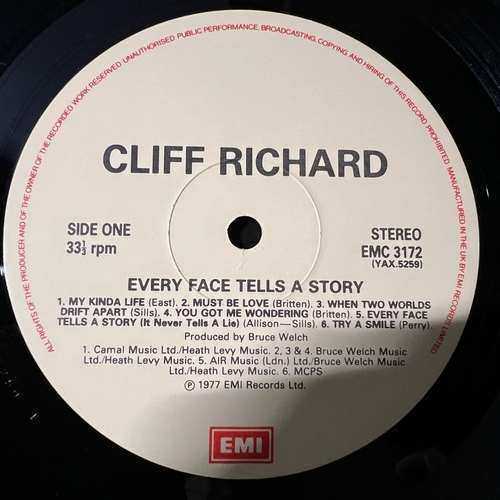 ALL RIGHTS OF THE PRODUCER AND OF THE OWNER OF THE RECORDED WORK RESERVED. UNAUTHORISED PUBLIC PERFORMANCE, BROADCASTING, COPYING AND HIRING OF THIS RECORD PROHIBITED. MANUFACTURED IN THE UK BY EMI RECORDS LIMITED
CLIFF RICHARD
SIDE ONE
33⅓ rpm
STEREO
EMC 3172
(YAX.5259)
EVERY FACE TELLS A STORY
1. MY KINDA LIFE (East). 2. MUST BE LOVE (Britten). 3. WHEN TWO WORLDS
DRIFT APART (Sills). 4. YOU GOT ME WONDERING (Britten). 5. EVERY FACE
TELLS A STORY (It Never Tells A Lie) (Allison—Sills). 6. TRY A SMILE (Perry).
Produced by Bruce Welch
1. Camal Music Ltd./Heath Levy Music. 2, 3 & 4. Bruce Welch Music
Ltd./Heath Levy Music. 5. AIR Music (Ldn.) Ltd./Bruce Welch Music
Ltd./Heath Levy Music. 6. MCPS
℗ 1977 EMI Records Ltd.
EMI